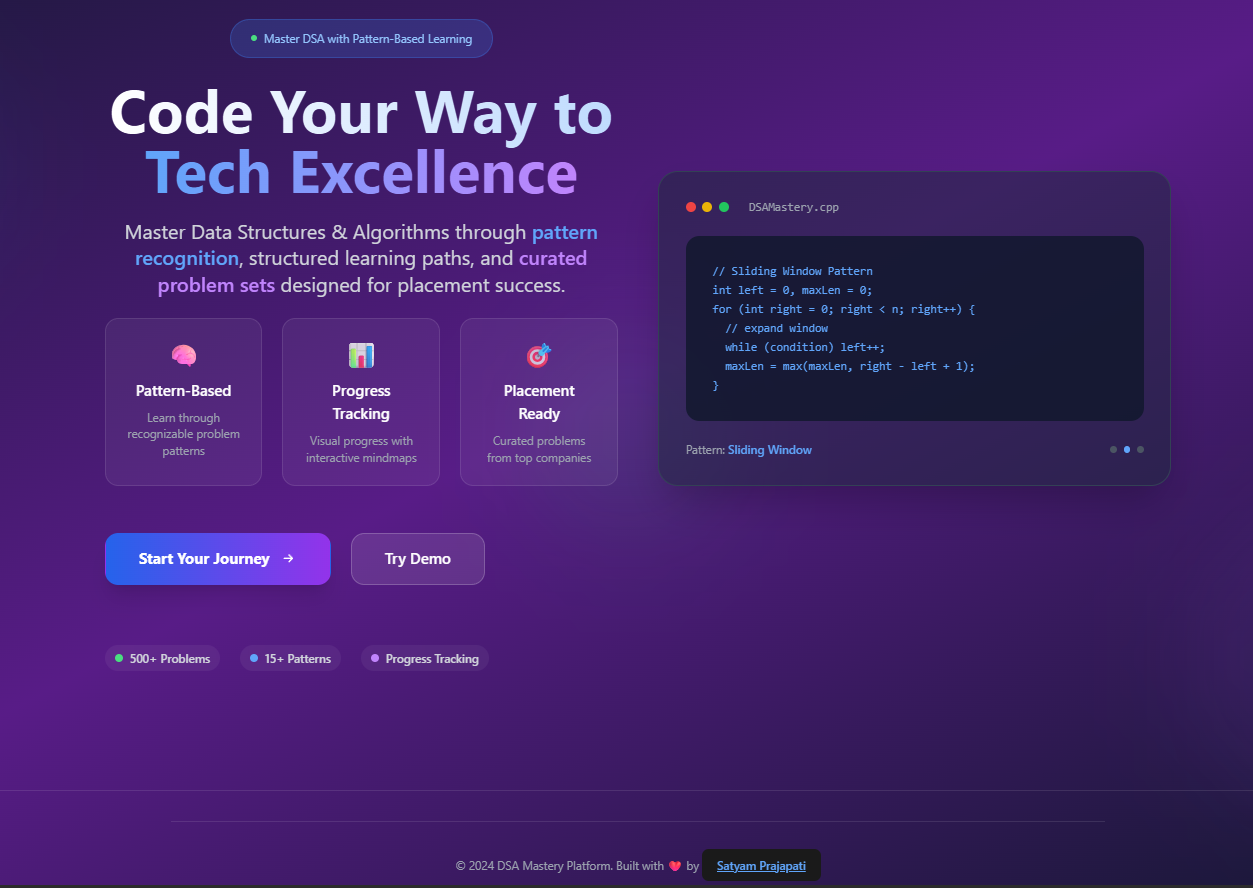 Master DSA with Pattern-Based Learning
Code Your Way to
Tech Excellence
Master Data Structures & Algorithms through pattern
recognition, structured learning paths, and curated
problem sets designed for placement success.
Pattern-Based
Learn through
recognizable problem
patterns
Progress
Tracking
Visual progress with
interactive mindmaps
Placement
Ready
Curated problems
from top companies
Start Your Journey →
Try Demo
500+ Problems
15+ Patterns
Progress Tracking
DSAMastery.cpp
// Sliding Window Pattern
int left = 0, maxLen = 0;
for (int right = 0; right < n; right++) {
  // expand window
  while (condition) left++;
  maxLen = max(maxLen, right - left + 1);
}
Pattern: Sliding Window
© 2024 DSA Mastery Platform. Built with ❤️ by Satyam Prajapati